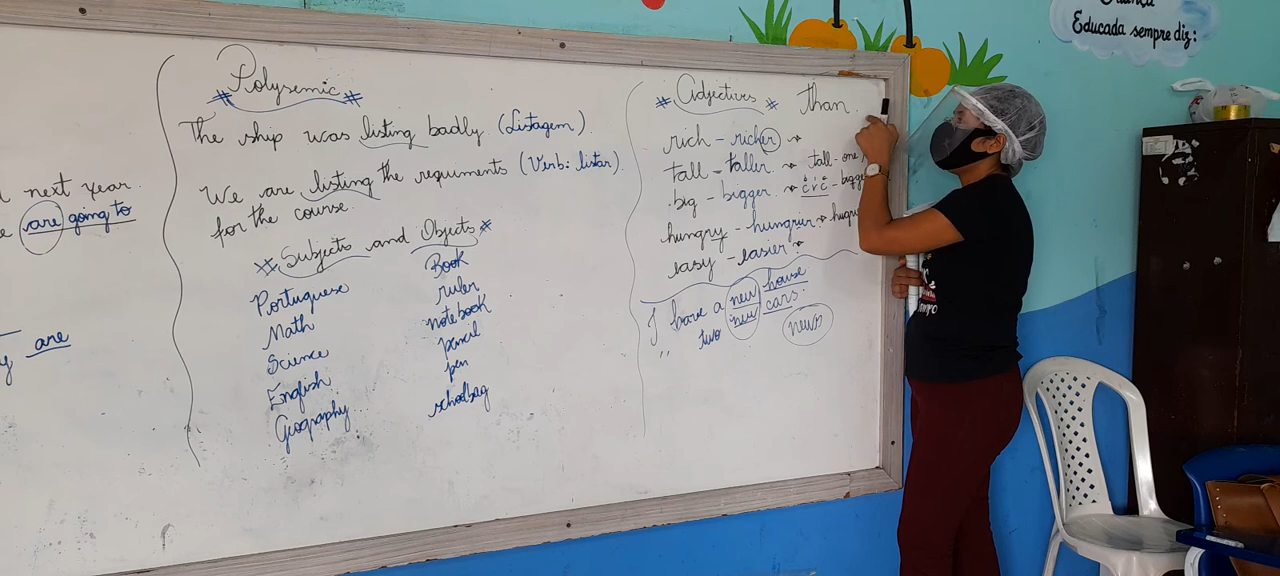 next year.
are going to
are
# Polysemic #
The ship was listing badly (Listagem).
We are listing the requiments (Verb: listar).
for the course.
# Subjects and Objects #
Portuguese
Math
Science
English
Geography
Book
ruler
notebook
pencil
pen
schoolbag
# Adjectives # Than
rich - richer →
tall - taller. → tall - one
big - bigger. → cvc - bigge
hungry - hungrier →
easy - easier →
I have a new house
" two new cars.
news
Educada sempre diz: